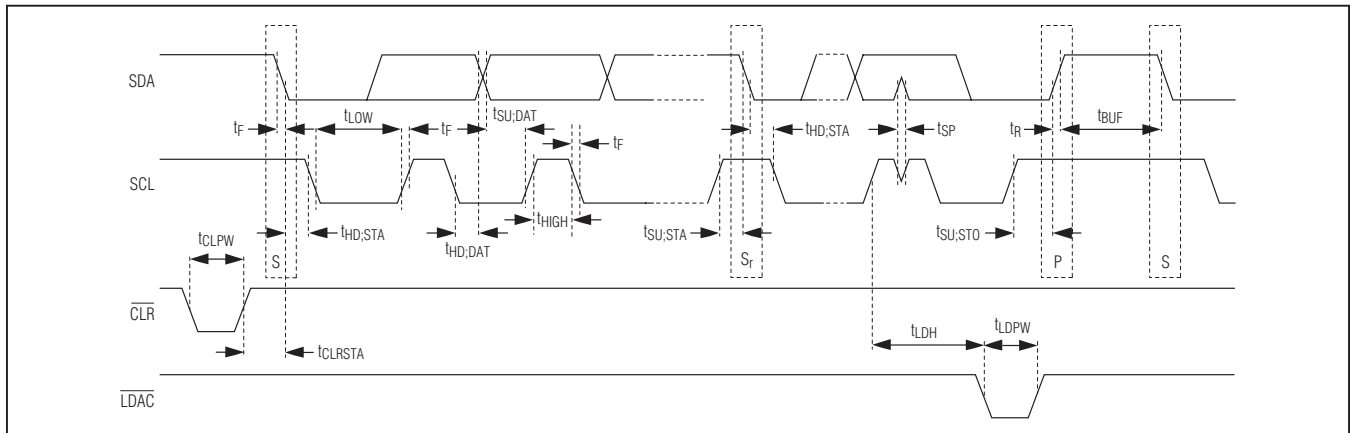 SDA
tF
tLOW
tF
tSU;DAT
tF
tHD;STA
tSP
tR
tBUF
SCL
tCLPW
tHD;STA
tHD;DAT
tHIGH
tSU;STA
tSU;STO
S
Sr
P
S
CLR
tCLRSTA
tLDH
tLDPW
LDAC